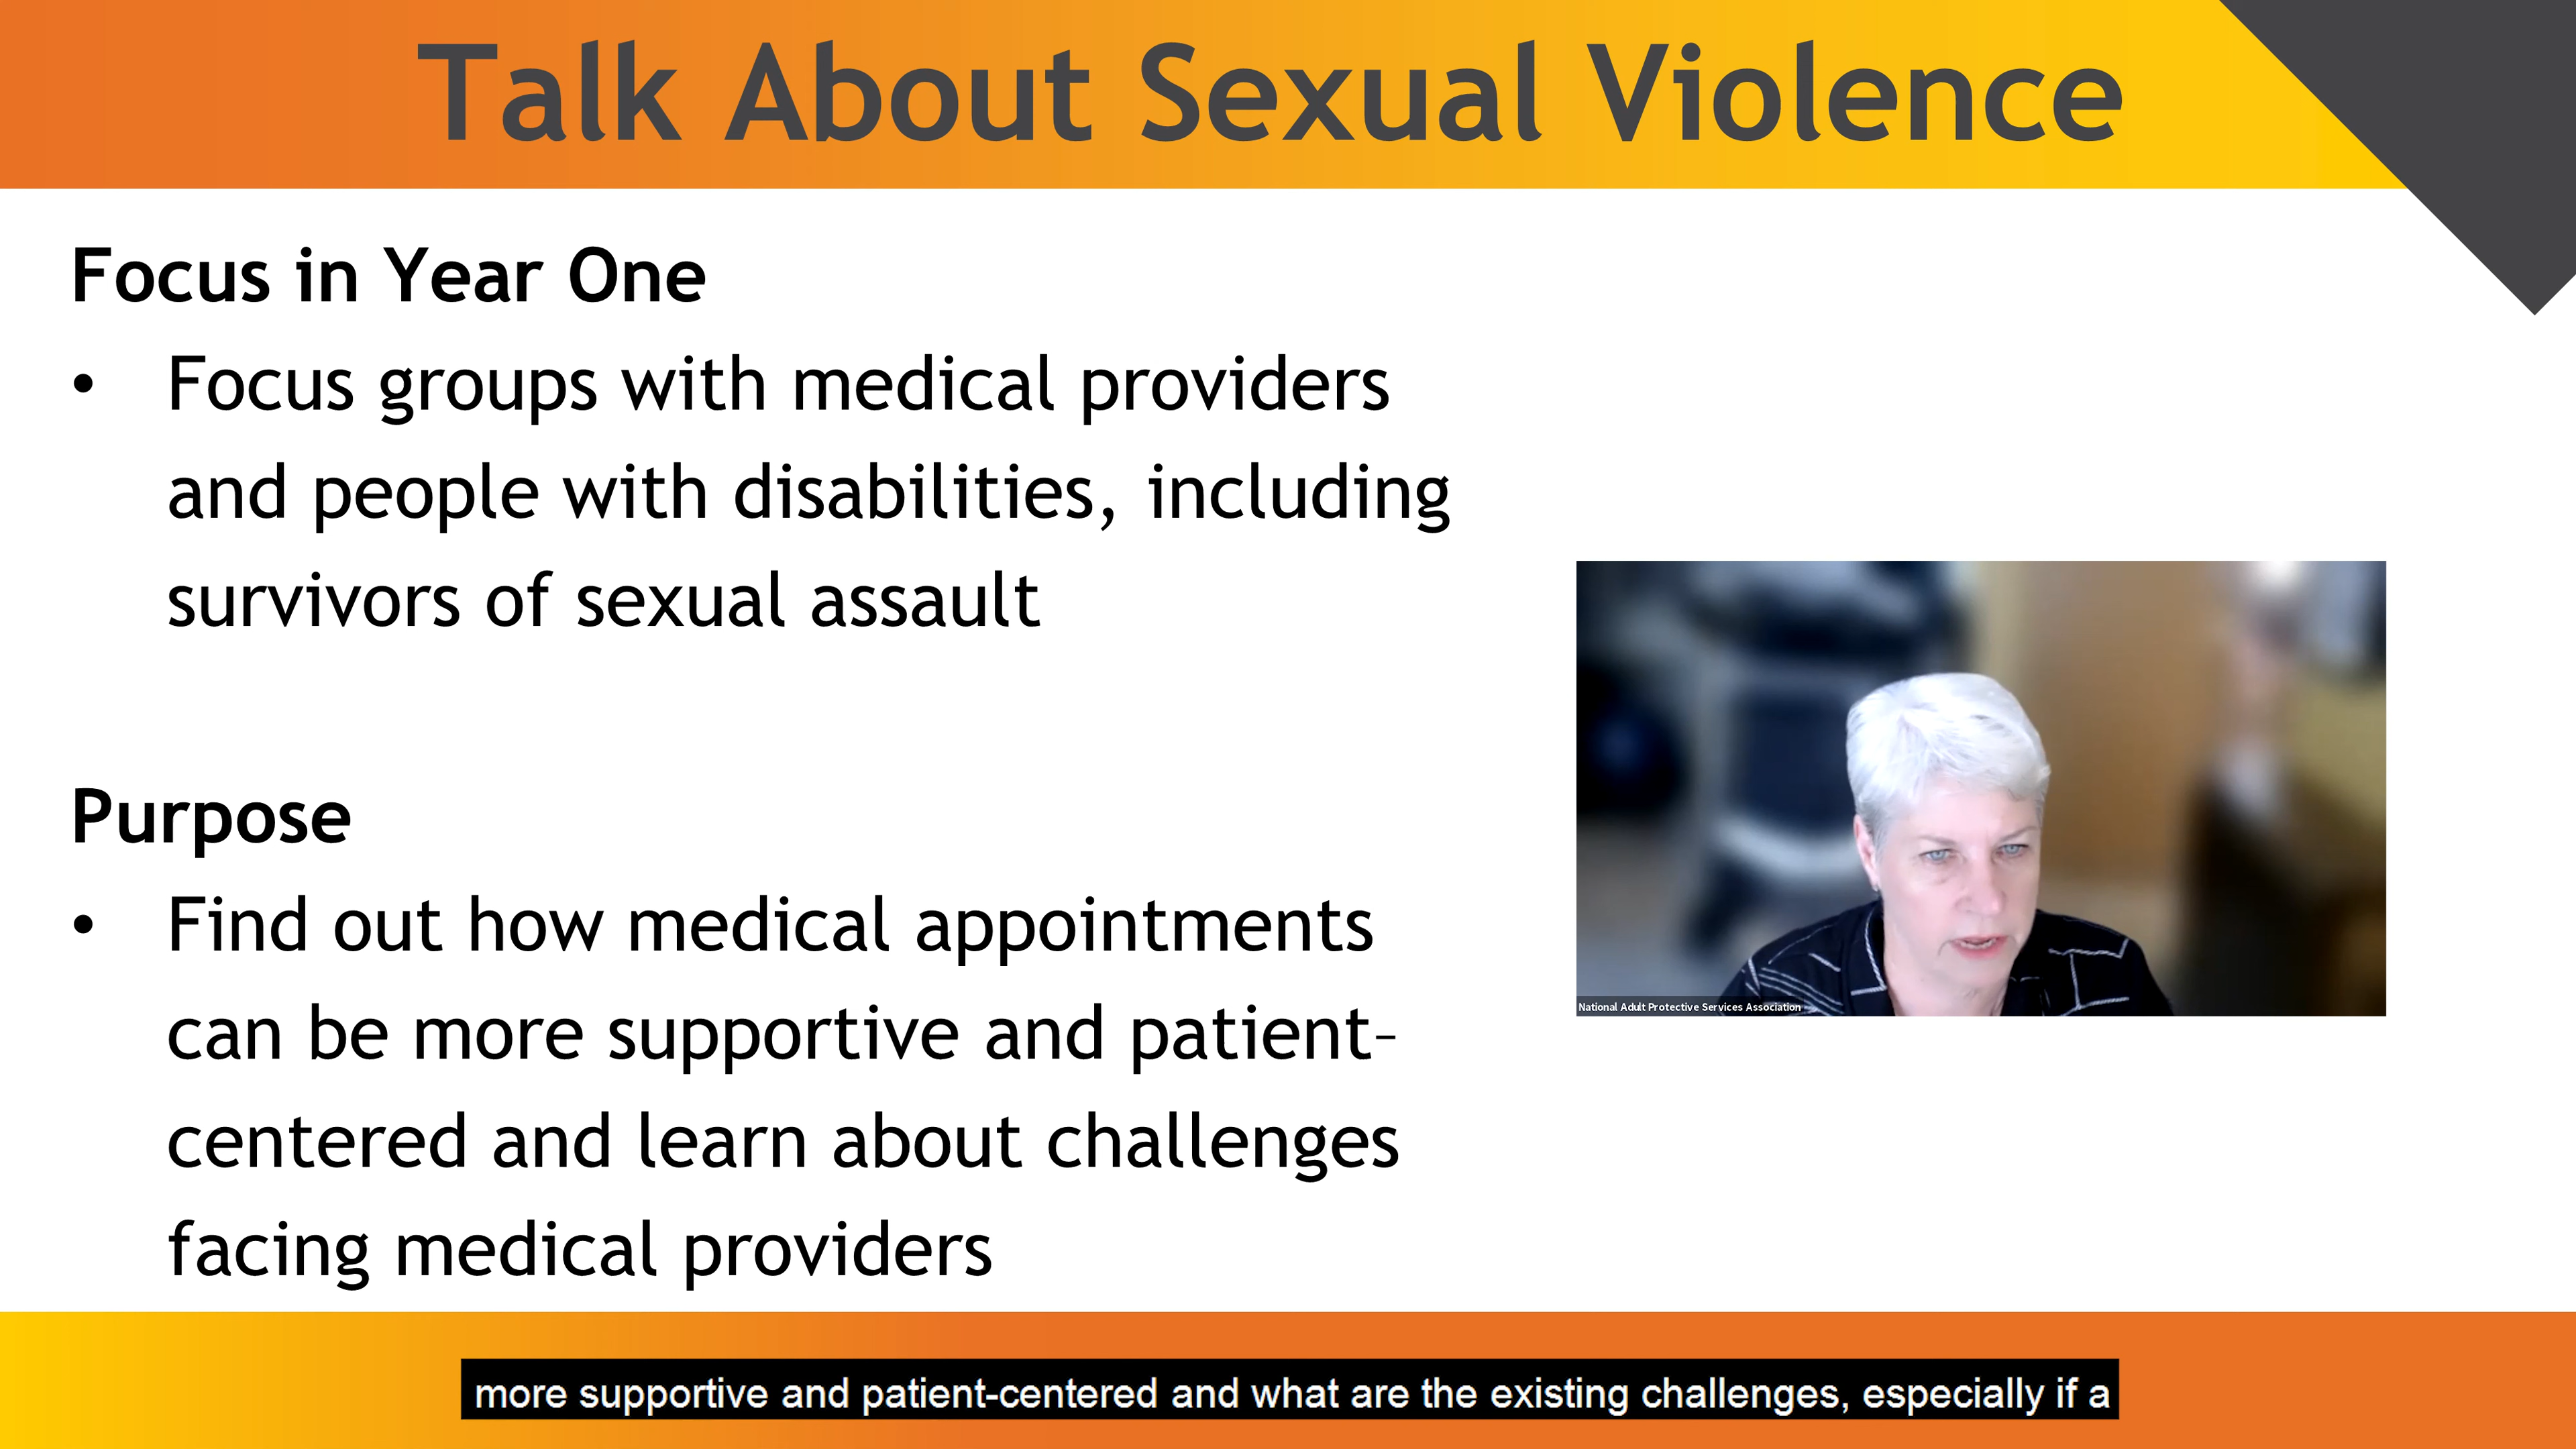 Talk About Sexual Violence
Focus in Year One
• Focus groups with medical providers
and people with disabilities, including
survivors of sexual assault
Purpose
• Find out how medical appointments
can be more supportive and patient-
centered and learn about challenges
facing medical providers
National Adult Protective Services Association
more supportive and patient-centered and what are the existing challenges, especially if a